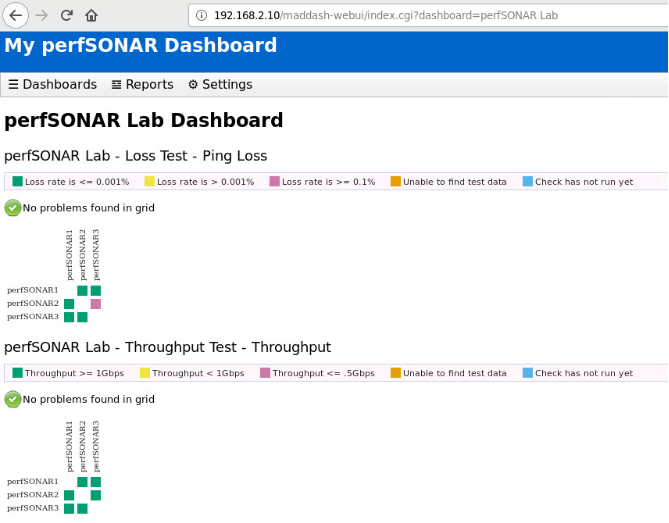 192.168.2.10/maddash-webui/index.cgi?dashboard=perfSONAR Lab
My perfSONAR Dashboard
Dashboards Reports Settings
perfSONAR Lab Dashboard
perfSONAR Lab - Loss Test - Ping Loss
Loss rate is <= 0.001% Loss rate is > 0.001% Loss rate is >= 0.1% Unable to find test data Check has not run yet
No problems found in grid
perfSONAR1 perfSONAR2 perfSONAR3
perfSONAR1
perfSONAR2
perfSONAR3
perfSONAR Lab - Throughput Test - Throughput
Throughput >= 1Gbps Throughput < 1Gbps Throughput <= .5Gbps Unable to find test data Check has not run yet
No problems found in grid
perfSONAR1 perfSONAR2 perfSONAR3
perfSONAR1
perfSONAR2
perfSONAR3